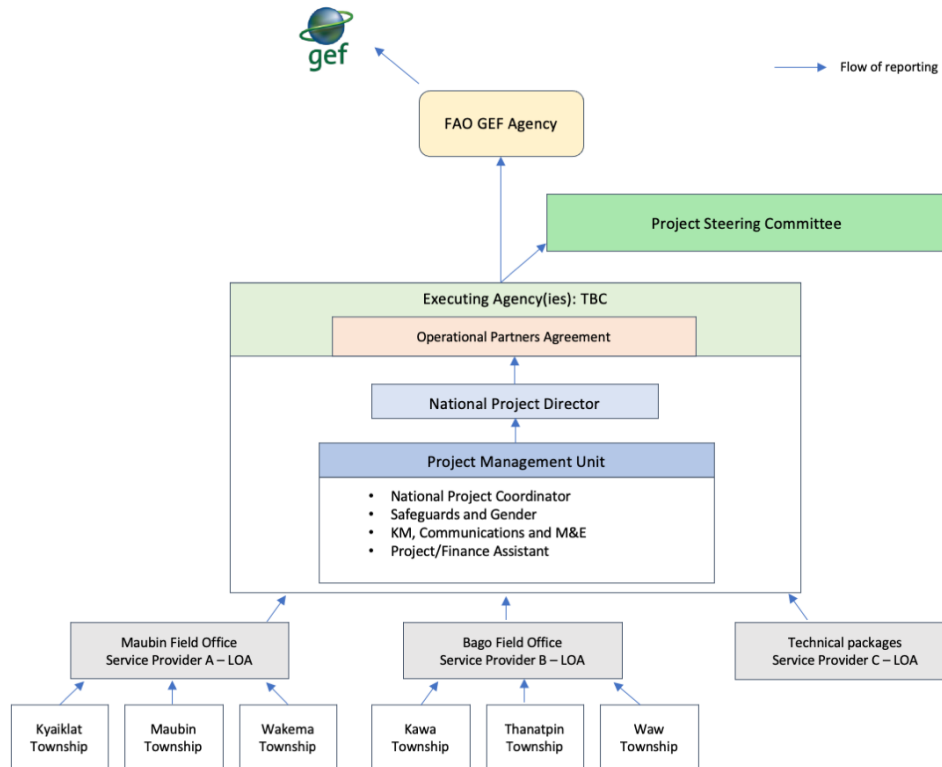 gef
Flow of reporting
FAO GEF Agency
Project Steering Committee
Executing Agency(ies): TBC
Operational Partners Agreement
National Project Director
Project Management Unit
• National Project Coordinator
• Safeguards and Gender
• KM, Communications and M&E
• Project/Finance Assistant
Maubin Field Office
Service Provider A – LOA
Bago Field Office
Service Provider B – LOA
Technical packages
Service Provider C – LOA
Kyaiklat
Township
Maubin
Township
Wakema
Township
Kawa
Township
Thanatpin
Township
Waw
Township